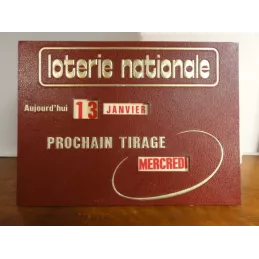 loterie nationale
Aujourd'hui 13 JANVIER
PROCHAIN TIRAGE
MERCREDI